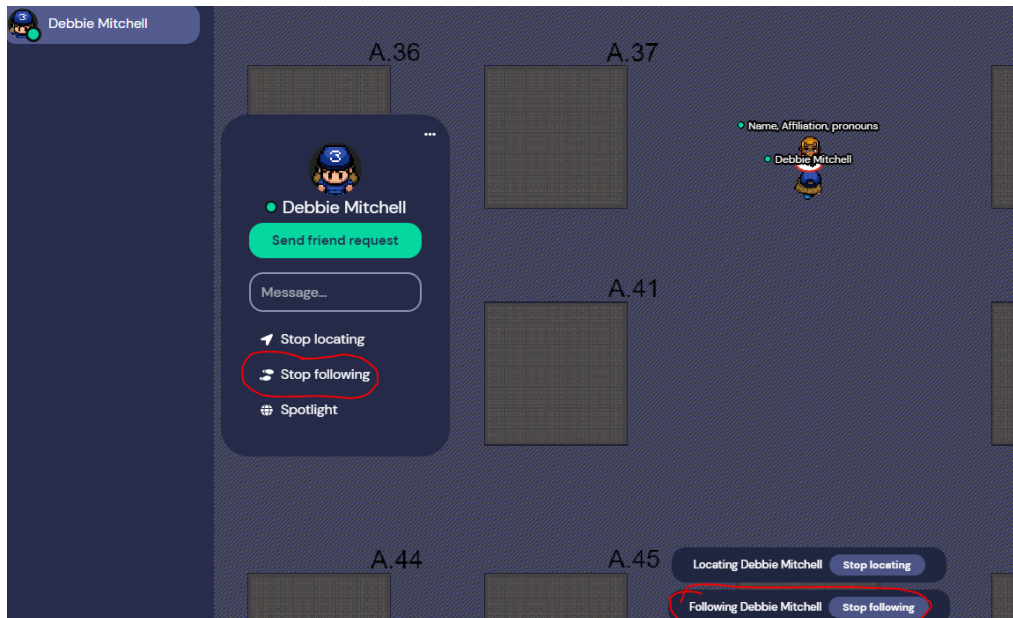 Debbie Mitchell
A.36
A.37
...
3
Debbie Mitchell
Send friend request
Message...
Stop locating
Stop following
Spotlight
Name, Affiliation, pronouns
Debbie Mitchell
A.41
A.44
A.45
Locating Debbie Mitchell Stop locating
Following Debbie Mitchell Stop following